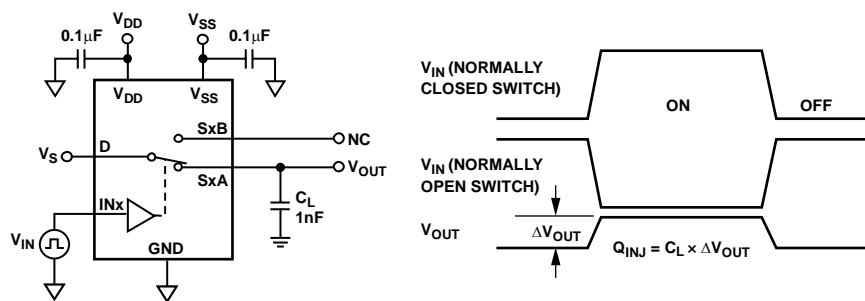 VDD
VSS
0.1µF
0.1µF
VDD
VSS
SxB
NC
VS
D
SxA
VOUT
INx
CL
1nF
VIN
GND
VIN (NORMALLY
CLOSED SWITCH)
ON
OFF
VIN (NORMALLY
OPEN SWITCH)
VOUT
ΔVOUT
QINJ = CL × ΔVOUT